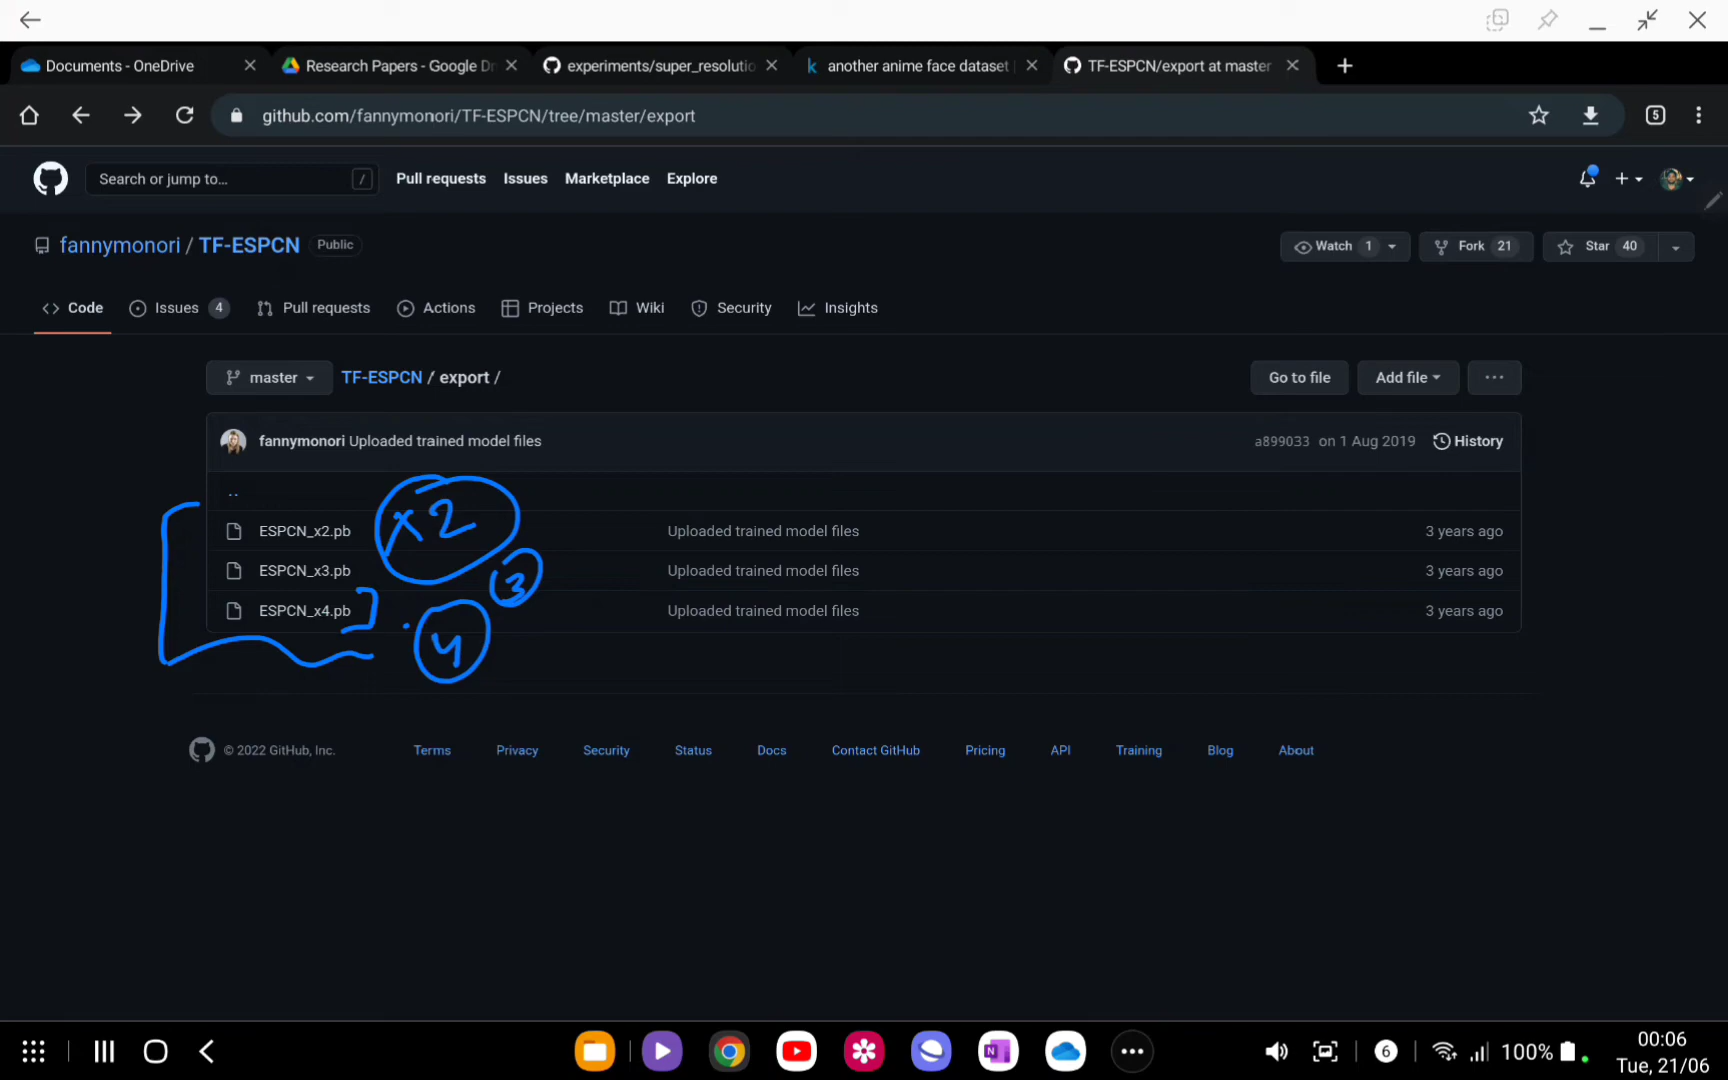 Documents - OneDrive
Research Papers - Google Dr
experiments/super_resolutio
another anime face dataset |
TF-ESPCN/export at master
github.com/fannymonori/TF-ESPCN/tree/master/export
5
Search or jump to...
/
Pull requests
Issues
Marketplace
Explore
fannymonori / TF-ESPCN
Public
Watch 1
Fork 21
Star 40
Code
Issues 4
Pull requests
Actions
Projects
Wiki
Security
Insights
master
TF-ESPCN / export /
Go to file
Add file
...
fannymonori Uploaded trained model files
a899033 on 1 Aug 2019
History
..
x2
ESPCN_x2.pb
Uploaded trained model files
3 years ago
ESPCN_x3.pb
3
Uploaded trained model files
3 years ago
ESPCN_x4.pb
4
Uploaded trained model files
3 years ago
© 2022 GitHub, Inc.
Terms
Privacy
Security
Status
Docs
Contact GitHub
Pricing
API
Training
Blog
About
6
100%
00:06
Tue, 21/06